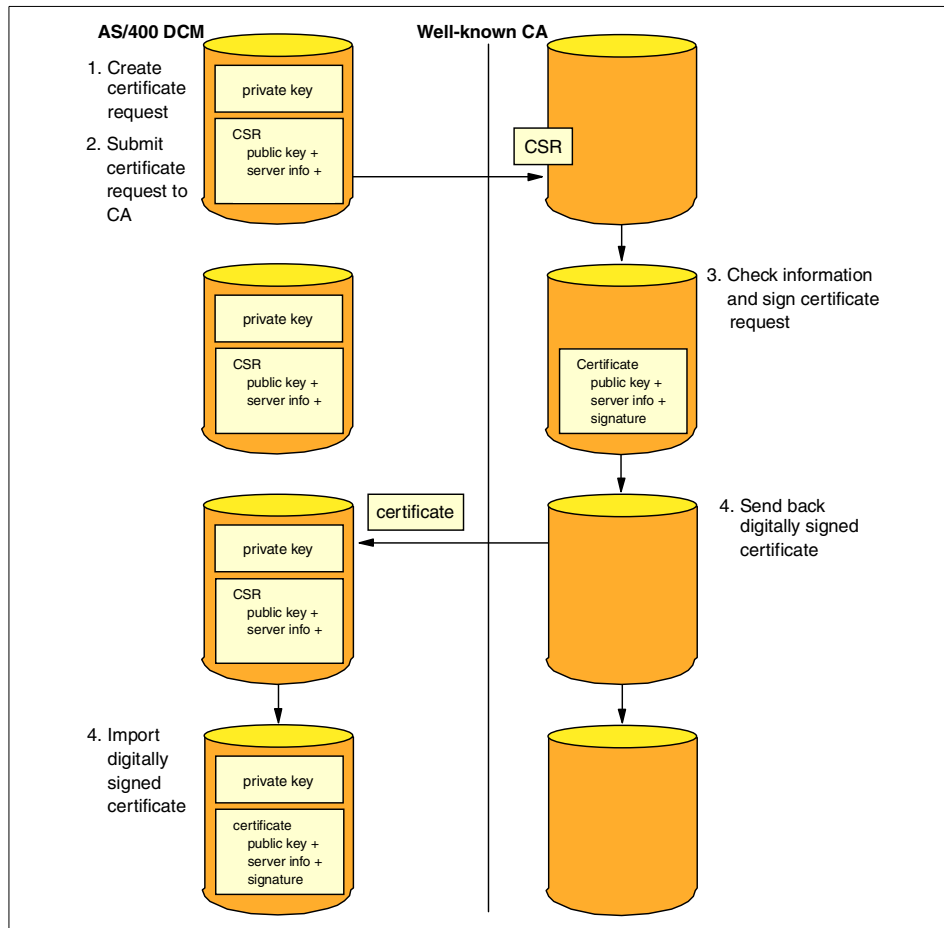 AS/400 DCM
Well-known CA
1. Create
certificate
request
private key
2. Submit
certificate
request to
CA
CSR
public key +
server info +
CSR
private key
CSR
public key +
server info +
3. Check information
and sign certificate
request
Certificate
public key +
server info +
signature
certificate
private key
CSR
public key +
server info +
4. Send back
digitally signed
certificate
4. Import
digitally
signed
certificate
private key
certificate
public key +
server info +
signature